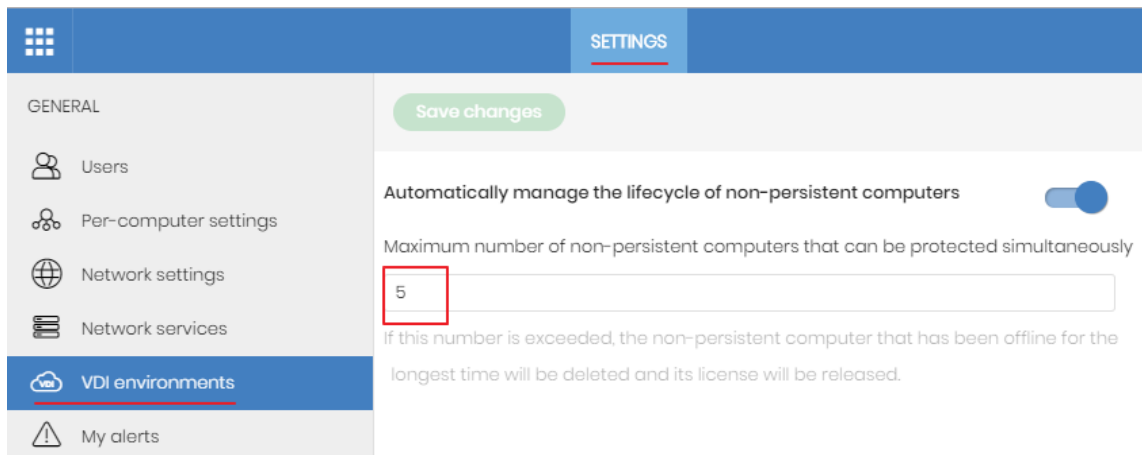 SETTINGS
GENERAL
Save changes
Users
Automatically manage the lifecycle of non-persistent computers
Per-computer settings
Maximum number of non-persistent computers that can be protected simultaneously
Network settings
5
Network services
If this number is exceeded, the non-persistent computer that has been offline for the
longest time will be deleted and its license will be released.
VDI
VDI environments
My alerts